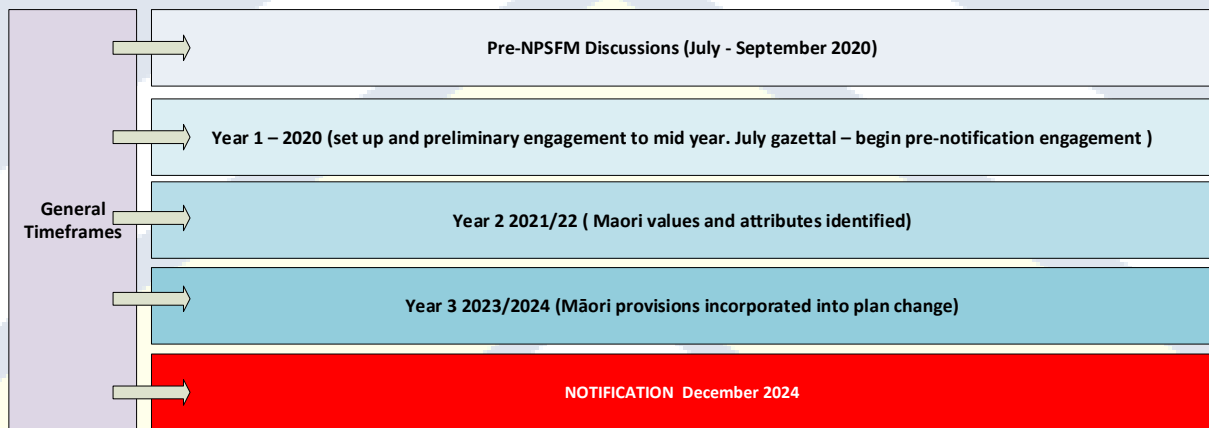 General
Timeframes
Pre-NPSFM Discussions (July - September 2020)
Year 1 – 2020 (set up and preliminary engagement to mid year. July gazettal – begin pre-notification engagement )
Year 2 2021/22 ( Maori values and attributes identified)
Year 3 2023/2024 (Māori provisions incorporated into plan change)
NOTIFICATION  December 2024